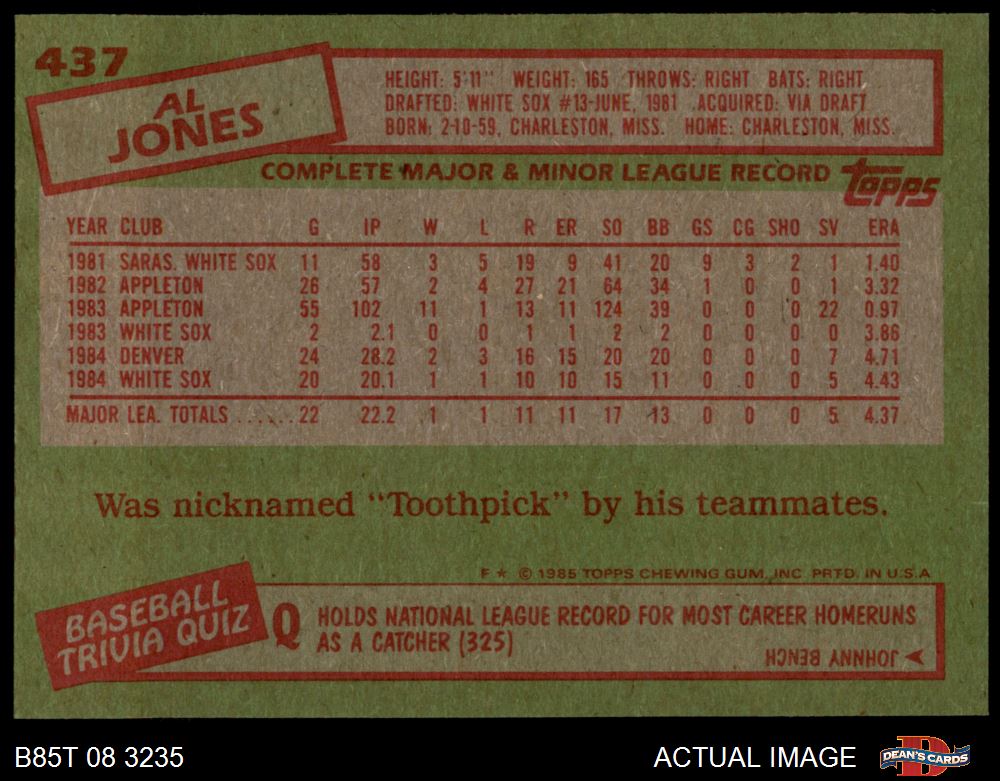 437
AL
JONES
HEIGHT: 5'11" WEIGHT: 165 THROWS: RIGHT BATS: RIGHT
DRAFTED: WHITE SOX #13-JUNE, 1981 ACQUIRED: VIA DRAFT
BORN: 2-10-59, CHARLESTON, MISS. HOME: CHARLESTON, MISS.
COMPLETE MAJOR & MINOR LEAGUE RECORD topps
YEAR CLUB G IP W L R ER SO BB GS CG SHO SV ERA
1981 SARAS. WHITE SOX 11 58 3 5 19 9 41 20 9 3 2 1 1.40
1982 APPLETON 26 57 2 4 27 21 64 34 1 0 0 1 3.32
1983 APPLETON 55 102 11 1 13 11 124 39 0 0 0 22 0.97
1983 WHITE SOX 2 2.1 0 0 1 1 2 2 0 0 0 0 3.86
1984 DENVER 24 28.2 2 3 16 15 20 20 0 0 0 7 4.71
1984 WHITE SOX 20 20.1 1 1 10 10 15 11 0 0 0 5 4.43
MAJOR LEA. TOTALS ...... 22 22.2 1 1 11 11 17 13 0 0 0 5 4.37
Was nicknamed "Toothpick" by his teammates.
F ★ © 1985 TOPPS CHEWING GUM, INC. PRTD. IN U.S.A
BASEBALL
TRIVIA QUIZ
Q HOLDS NATIONAL LEAGUE RECORD FOR MOST CAREER HOMERUNS
AS A CATCHER (325)
JOHNNY BENCH
B85T 08 3235
ACTUAL IMAGE
DEAN'S CARDS